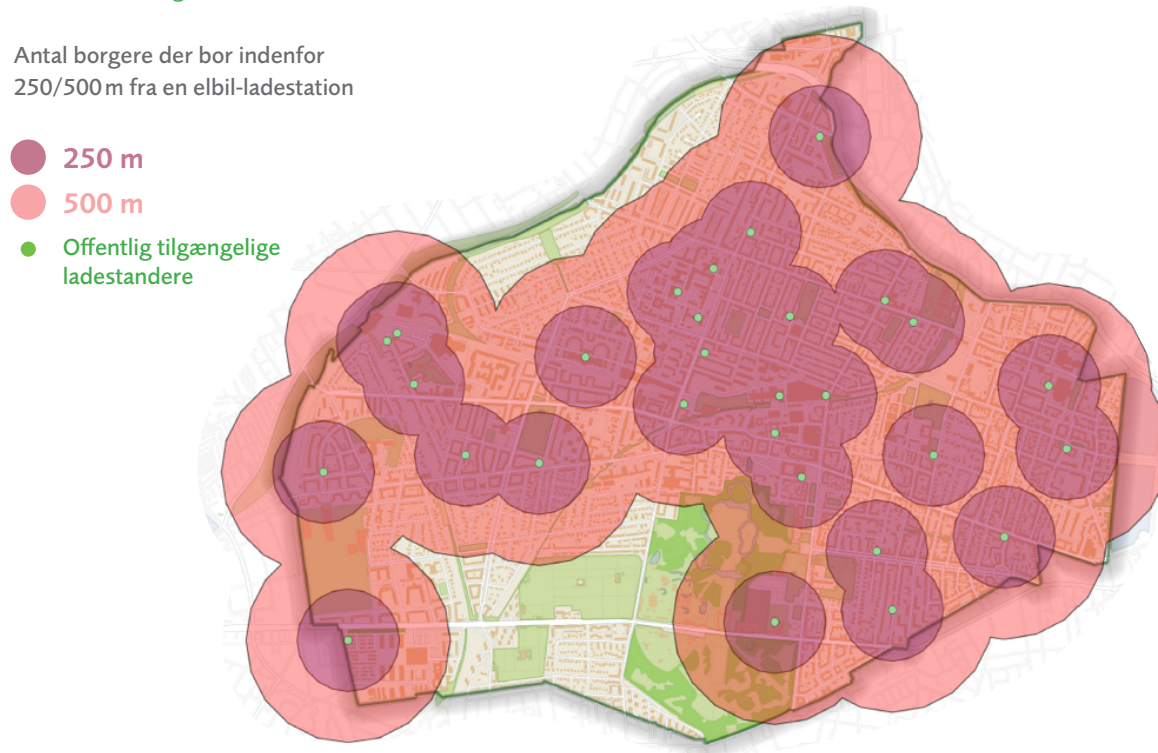 Antal borgere der bor indenfor
250/500 m fra en elbil-ladestation
250 m
500 m
Offentlig tilgængelige
ladestandere